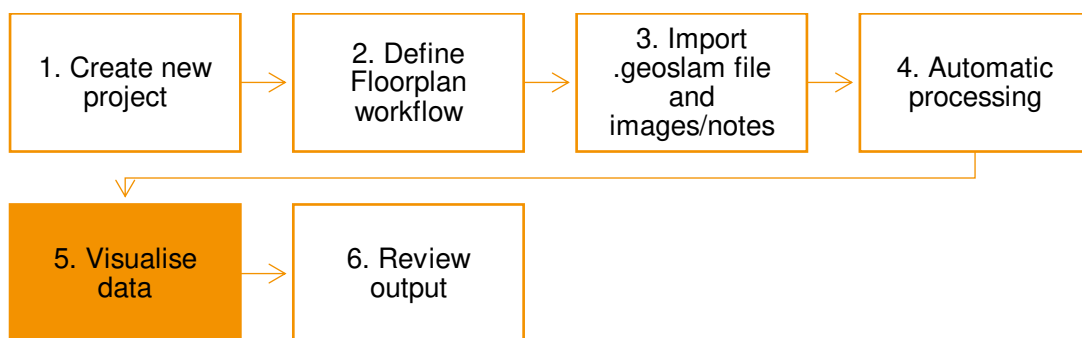 1. Create new
project
2. Define
Floorplan
workflow
3. Import
.geoslam file
and
images/notes
4. Automatic
processing
5. Visualise
data
6. Review
output